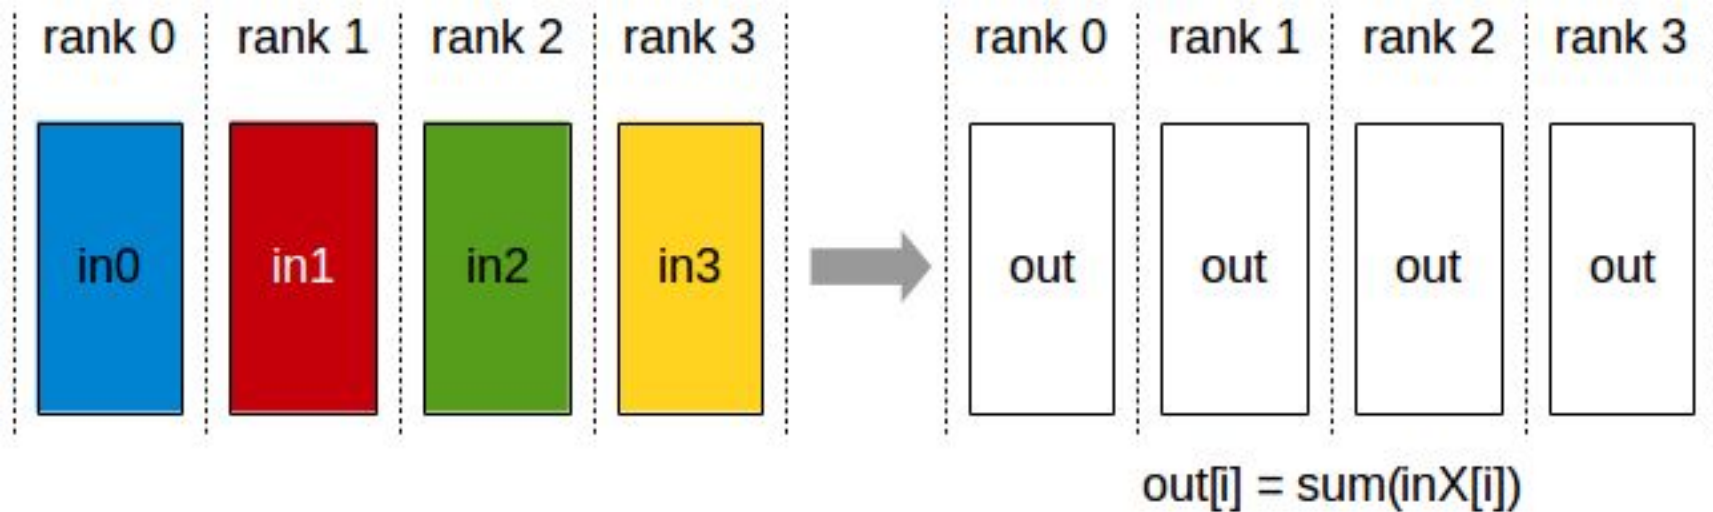 rank 0 rank 1 rank 2 rank 3 rank 0 rank 1 rank 2 rank 3
in0 in1 in2 in3 out out out out
out[i] = sum(inX[i])